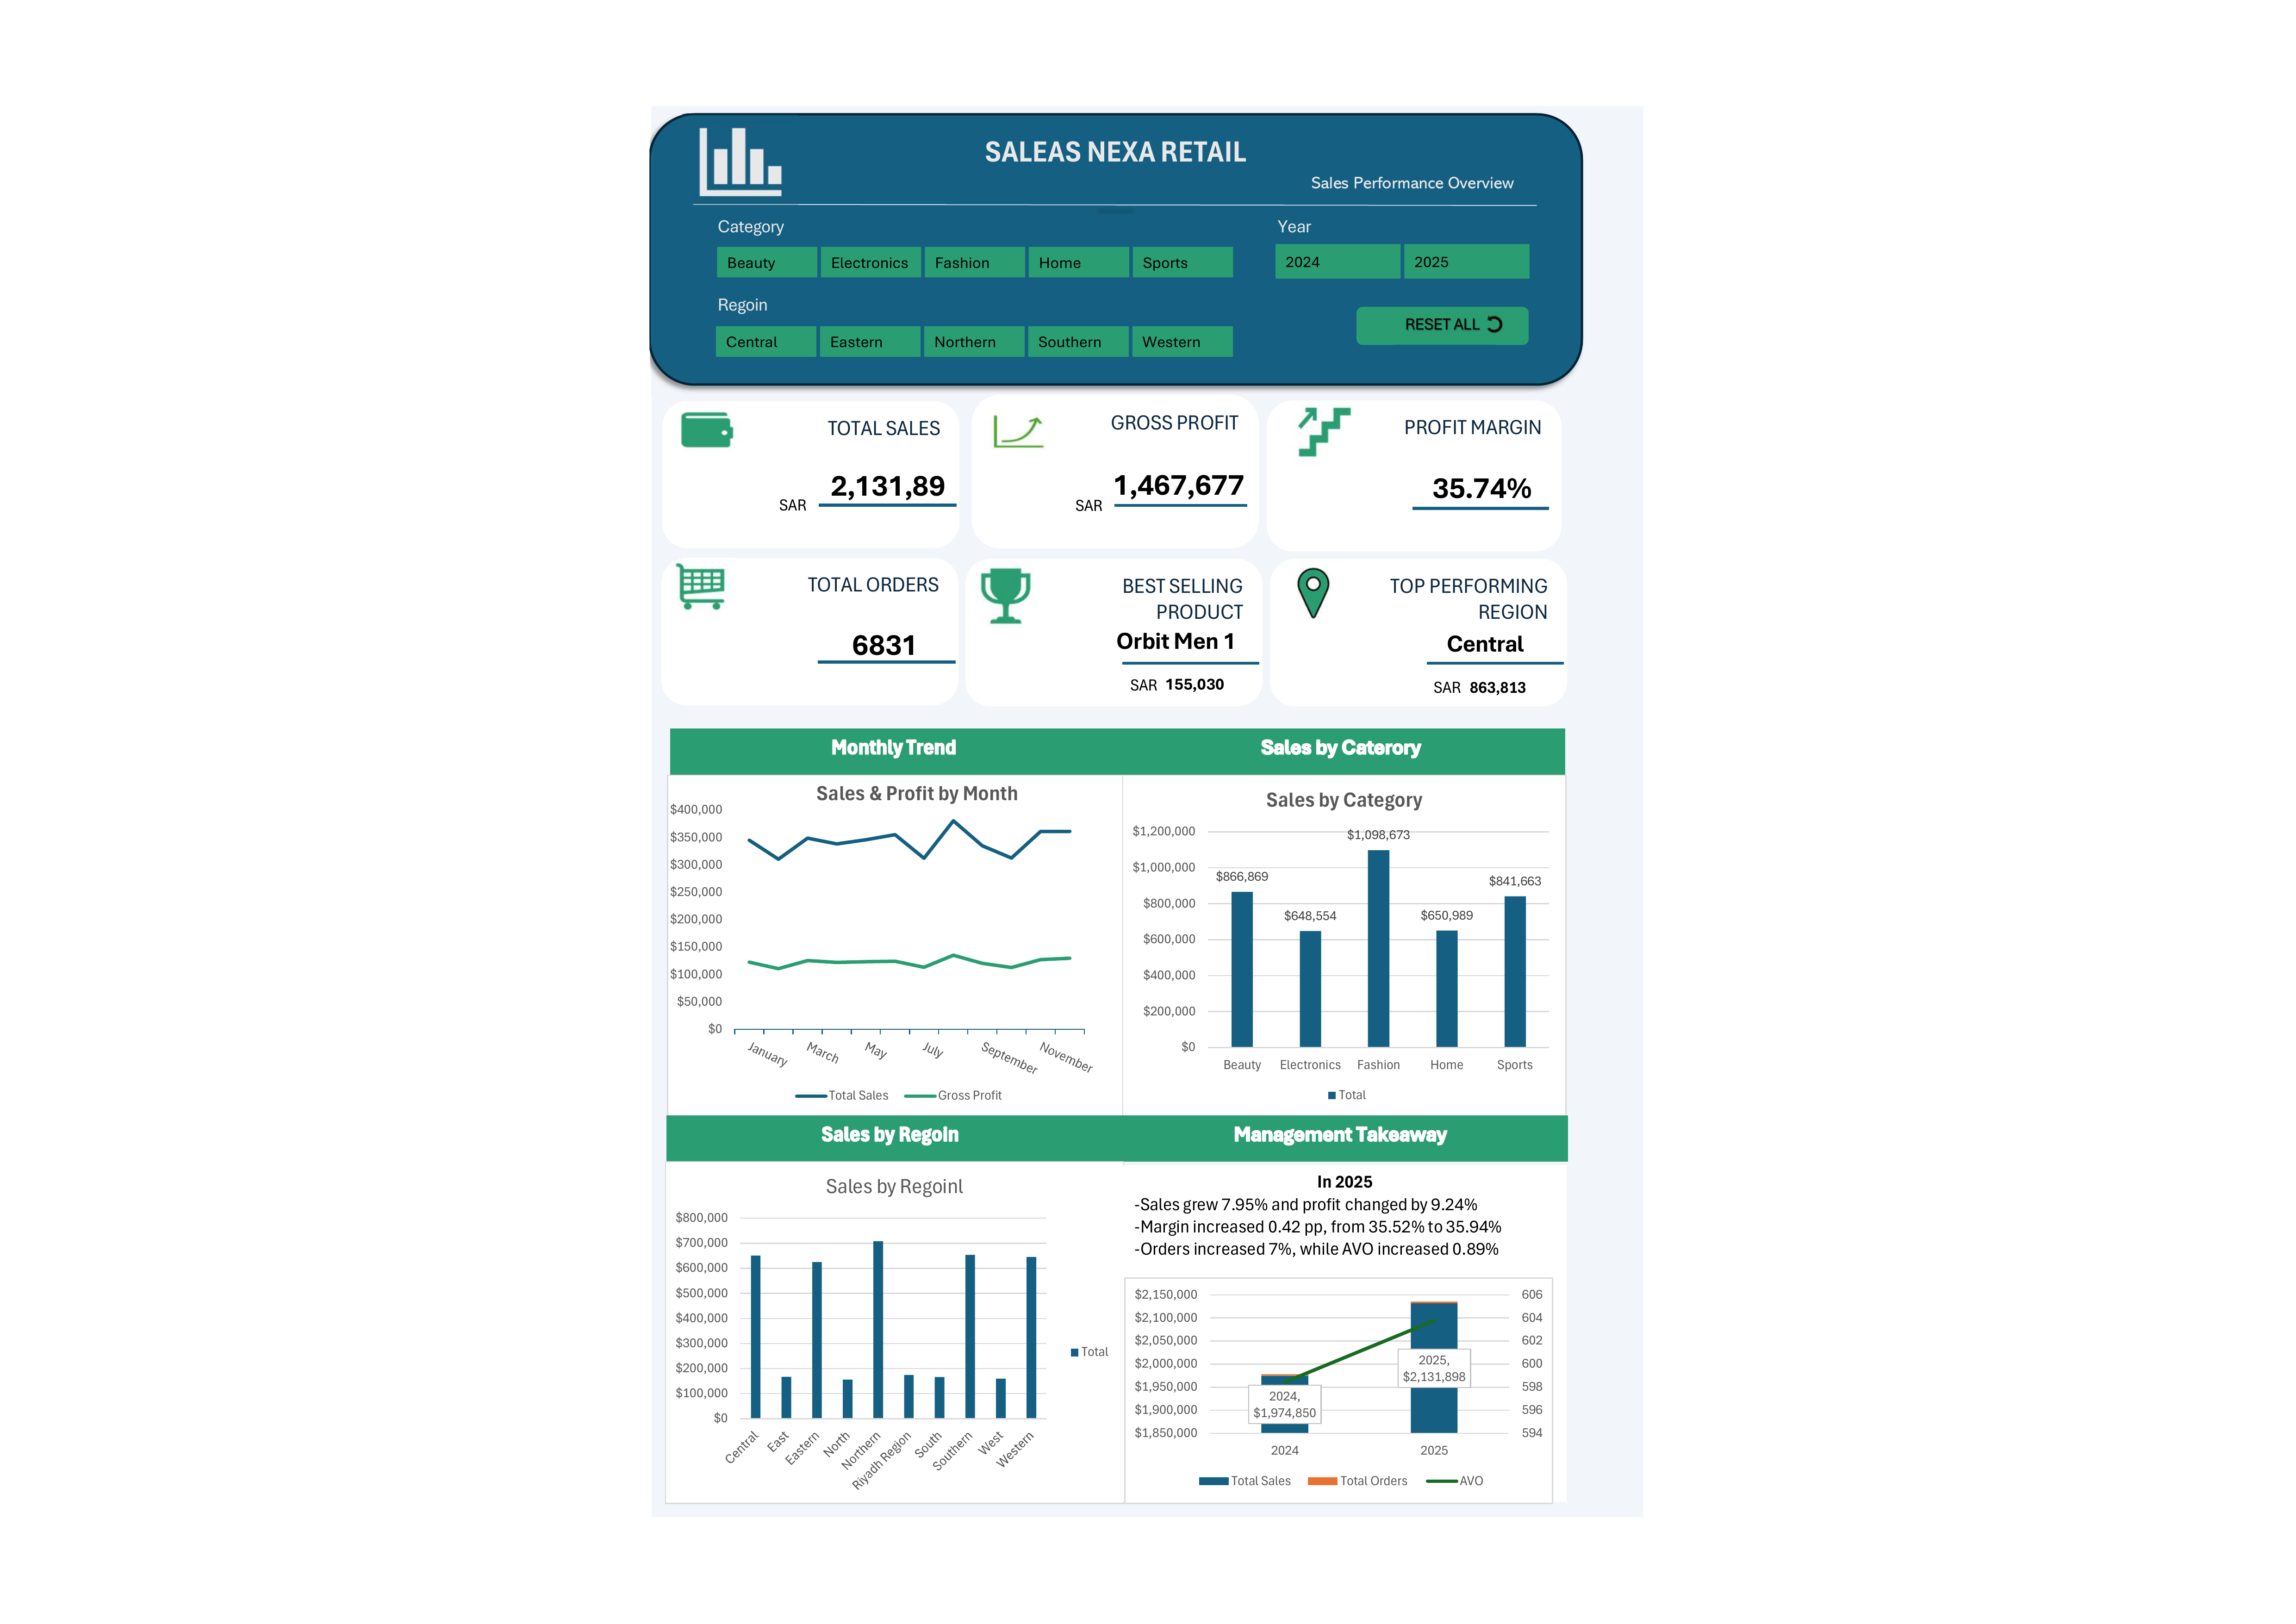 SALEAS NEXA RETAIL
Sales Performance Overview
Category
Year
Beauty
Electronics
Fashion
Home
Sports
2024
2025
Regoin
RESET ALL
Central
Eastern
Northern
Southern
Western
TOTAL SALES
SAR 2,131,89
GROSS PROFIT
SAR 1,467,677
PROFIT MARGIN
35.74%
TOTAL ORDERS
6831
BEST SELLING
PRODUCT
Orbit Men 1
SAR 155,030
TOP PERFORMING
REGION
Central
SAR 863,813
Monthly Trend
Sales by Caterory
Sales & Profit by Month
$400,000
$350,000
$300,000
$250,000
$200,000
$150,000
$100,000
$50,000
$0
January
March
May
July
September
November
Total Sales
Gross Profit
Sales by Category
$1,200,000
$1,000,000
$800,000
$600,000
$400,000
$200,000
$0
$866,869
$648,554
$1,098,673
$650,989
$841,663
Beauty
Electronics
Fashion
Home
Sports
Total
Sales by Regoin
Management Takeaway
Sales by Regoinl
$800,000
$700,000
$600,000
$500,000
$400,000
$300,000
$200,000
$100,000
$0
Central
East
Eastern
North
Northern
Riyadh Region
South
Southern
West
Western
Total
In 2025
-Sales grew 7.95% and profit changed by 9.24%
-Margin increased 0.42 pp, from 35.52% to 35.94%
-Orders increased 7%, while AVO increased 0.89%
$2,150,000
$2,100,000
$2,050,000
$2,000,000
$1,950,000
$1,900,000
$1,850,000
606
604
602
600
598
596
594
2024,
$1,974,850
2025,
$2,131,898
2024
2025
Total Sales
Total Orders
AVO